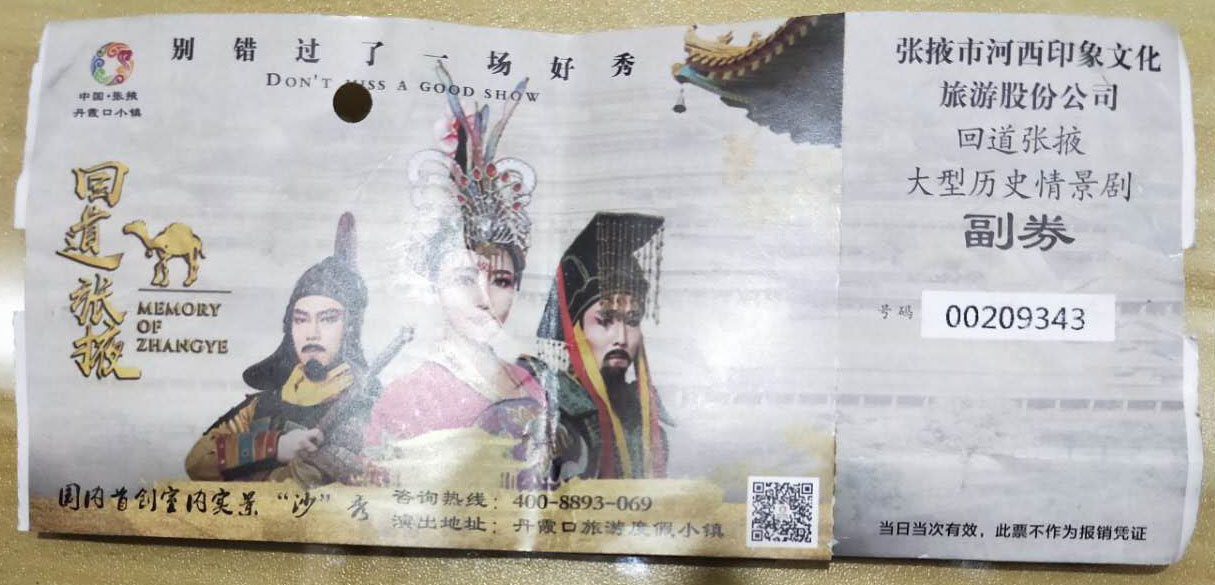 别错过了一场好秀
DON'T MISS A GOOD SHOW
中国·张掖
丹霞口小镇
回道张掖
MEMORY
OF
ZHANGYE
国内首创室内实景“沙”秀
咨询热线：400-8893-069
演出地址：丹霞口旅游度假小镇
张掖市河西印象文化
旅游股份公司
回道张掖
大型历史情景剧
副券
号码 00209343
当日当次有效，此票不作为报销凭证